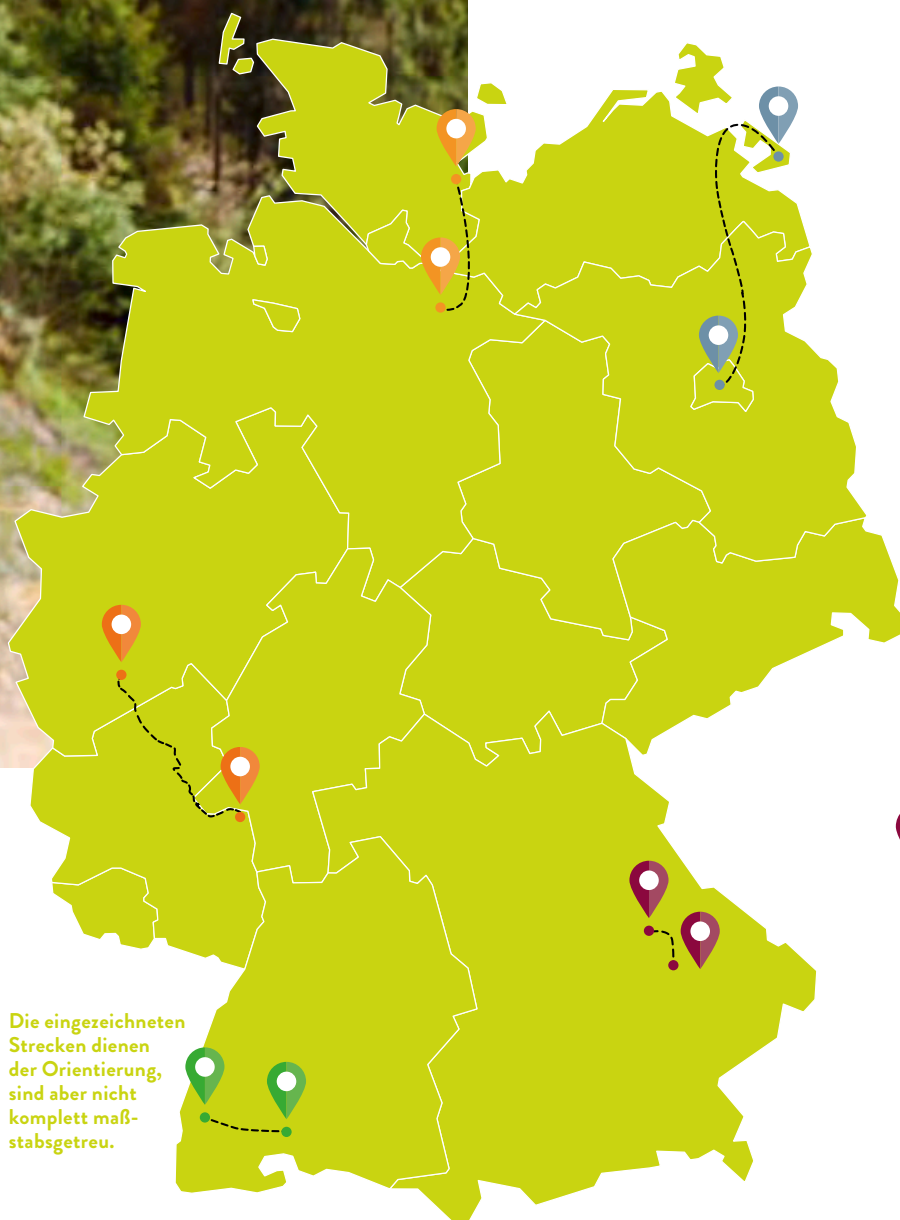 Die eingezeichneten
Strecken dienen
der Orientierung,
sind aber nicht
komplett maß-
stabsgetreu.